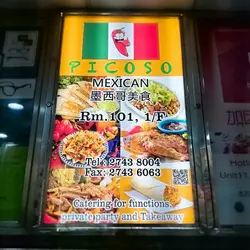 PICOSO
MEXICAN
墨西哥美食
Rm.101, 1/F
Tel : 2743 8004
Fax: 2743 6063
Catering for functions,
private party and Takeaway